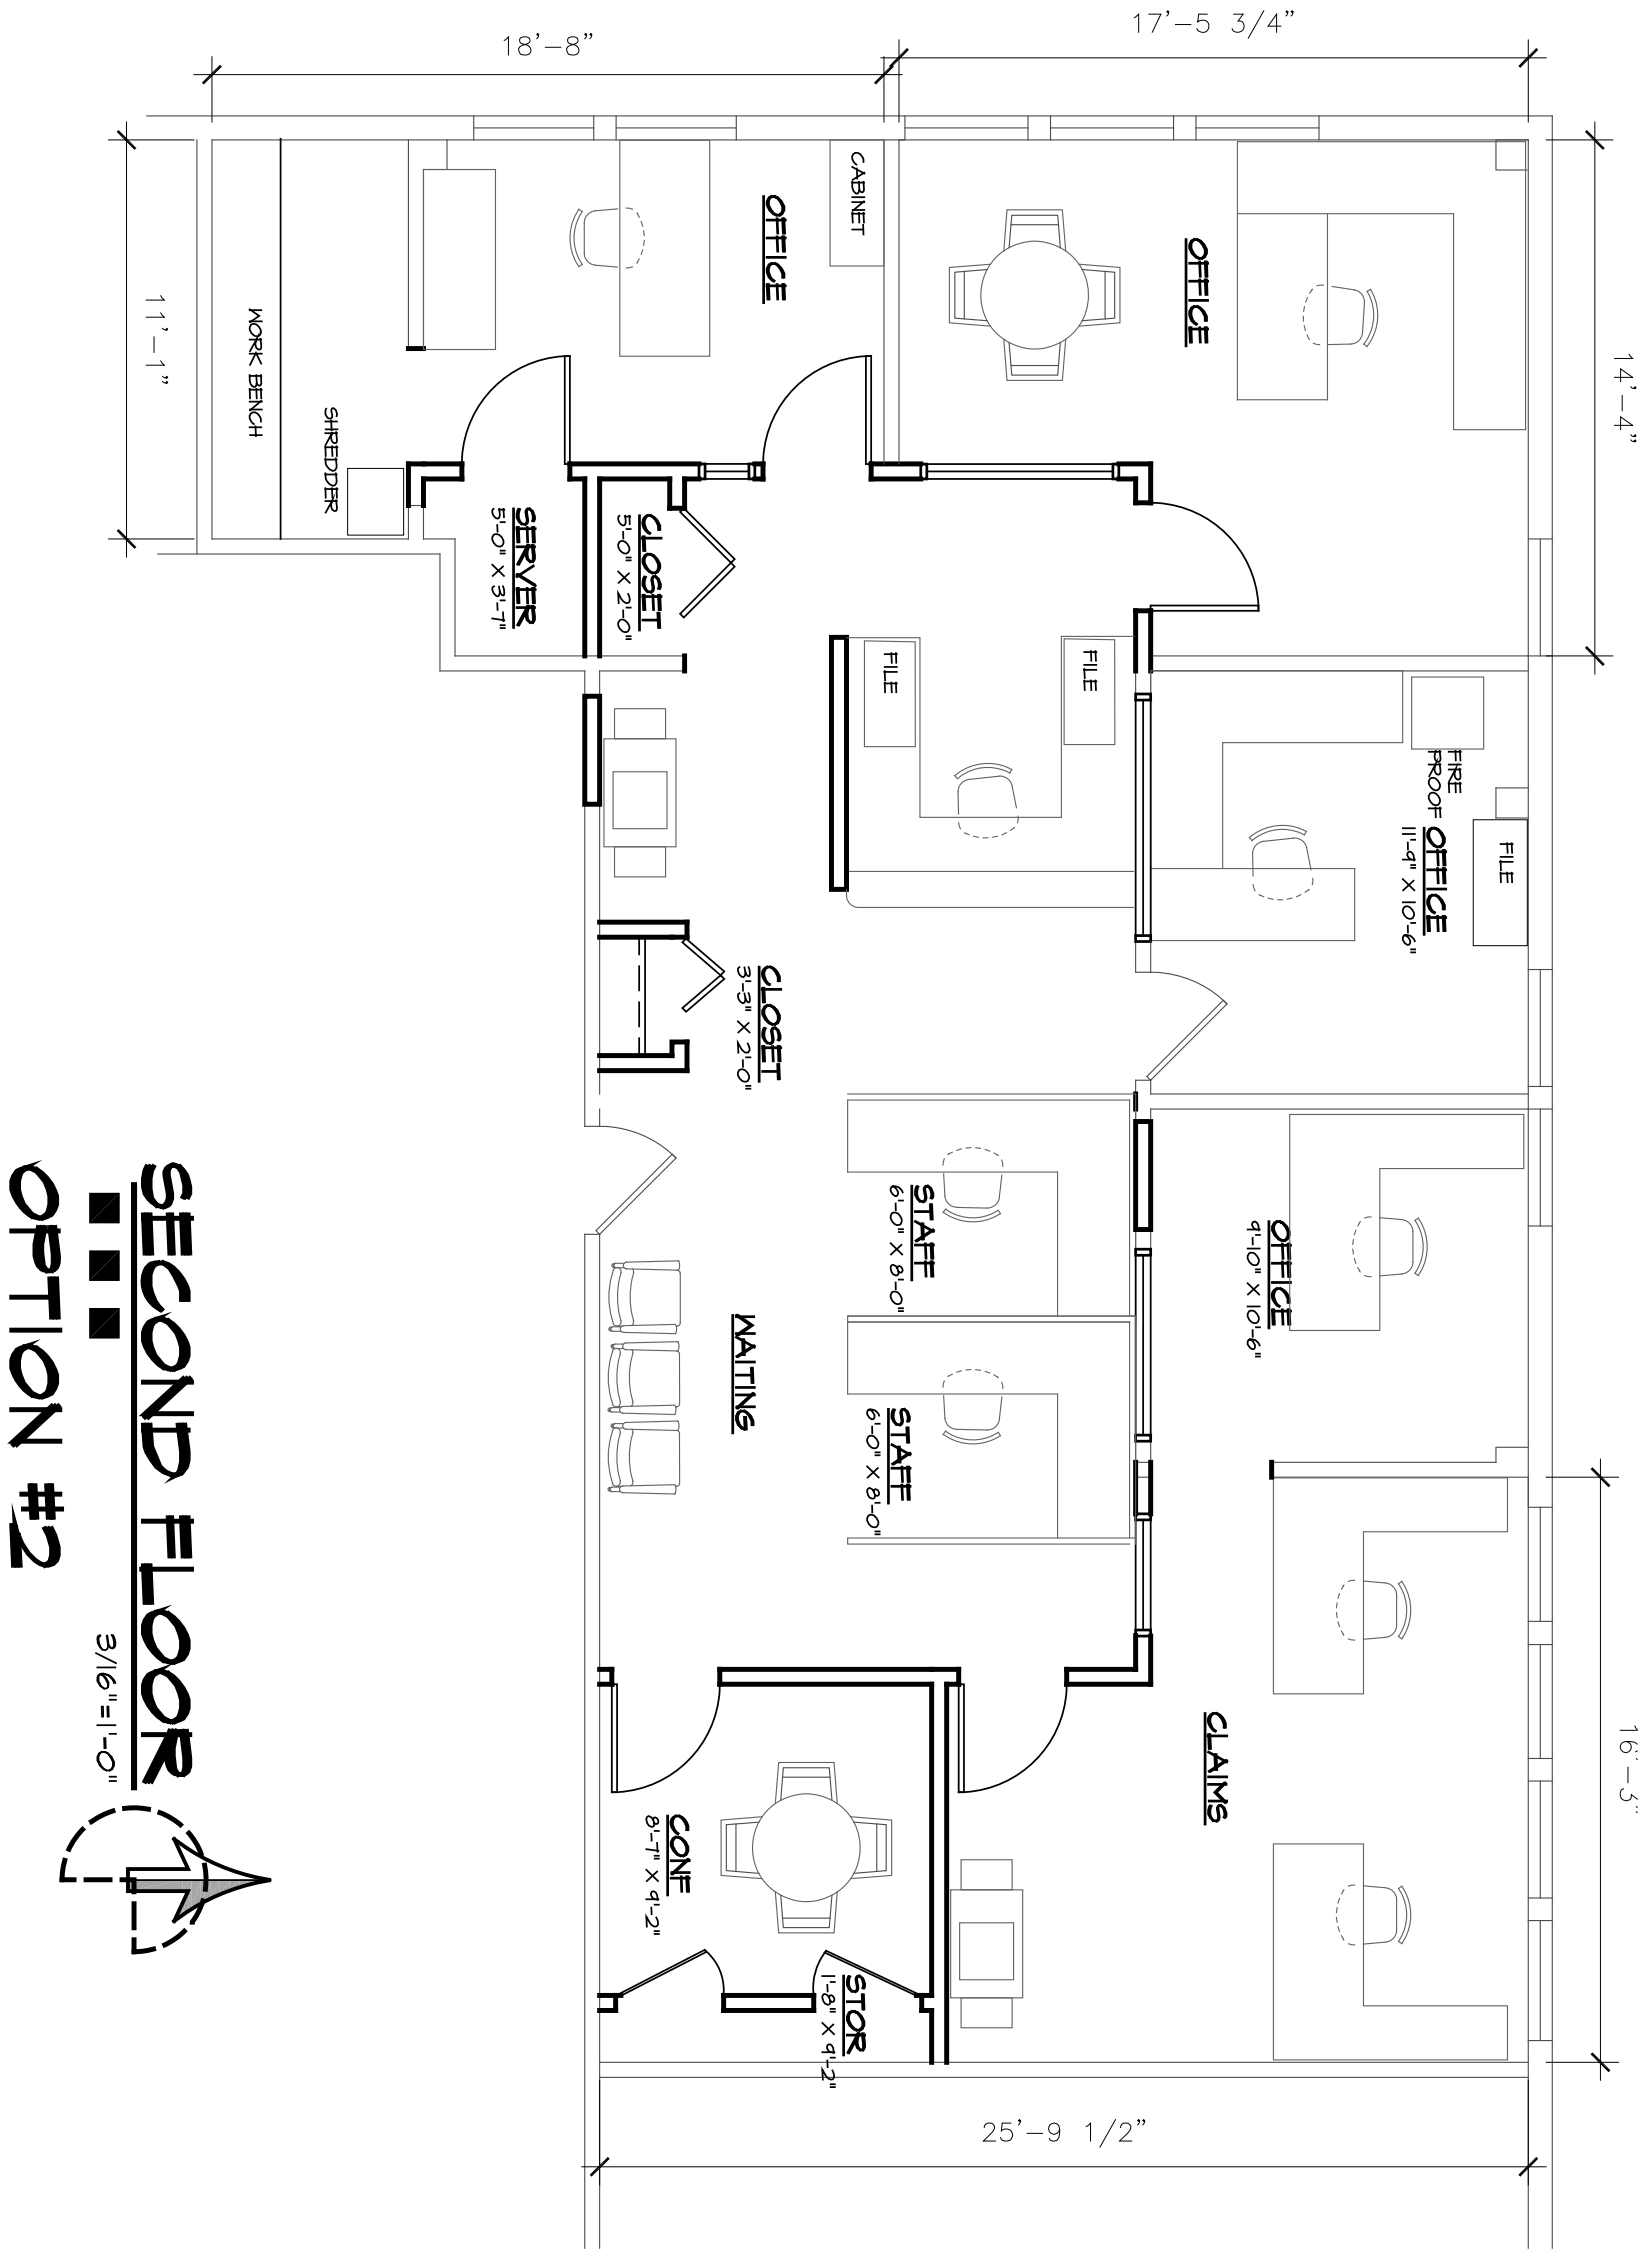 18'-8"
17'-5 3/4"
14'-4"
11'-1"
CABINET
OFFICE
OFFICE
WORK BENCH
SHREDDER
SERVER
5'-0" X 3'-7"
CLOSET
5'-0" X 2'-0"
FILE
FILE
FIRE
PROOF
OFFICE
11'-9" X 10'-6"
FILE
CLOSET
3'-3" X 2'-0"
STAFF
6'-0" X 8'-0"
OFFICE
9'-10" X 10'-6"
WAITING
STAFF
6'-0" X 8'-0"
CLAIMS
16'-3"
CONF
8'-7" X 9'-2"
STOR
1'-8" X 9'-2"
25'-9 1/2"
SECOND FLOOR
3/16"=1'-0"
OPTION #2